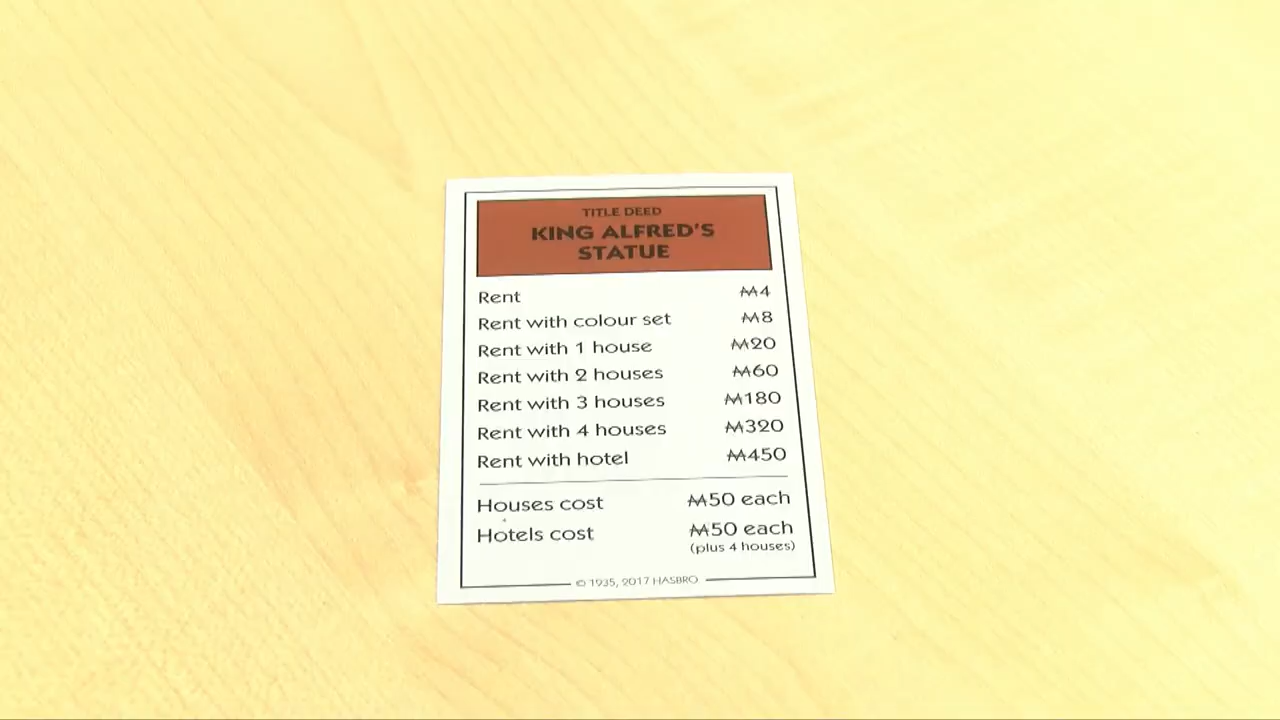 TITLE DEED
KING ALFRED'S
STATUE
Rent ₩4
Rent with colour set ₩8
Rent with 1 house ₩20
Rent with 2 houses ₩60
Rent with 3 houses ₩180
Rent with 4 houses ₩320
Rent with hotel ₩450
Houses cost ₩50 each
Hotels cost ₩50 each
(plus 4 houses)
© 1935, 2017 HASBRO